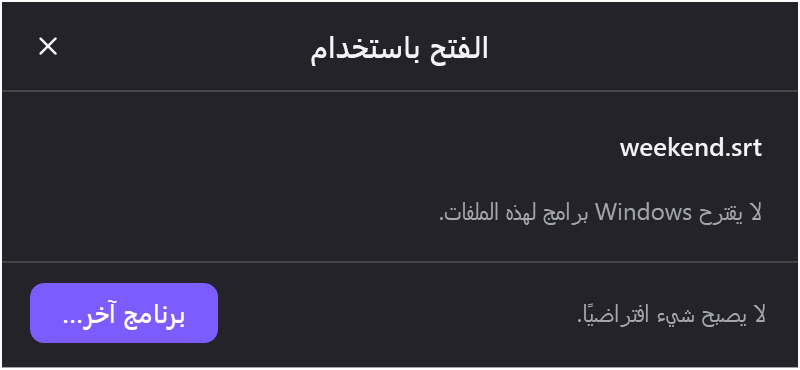 الفتح باستخدام
weekend.srt
لا يقترح Windows برامج لهذه الملفات.
لا يصبح شيء افتراضيًا.
برنامج آخر...